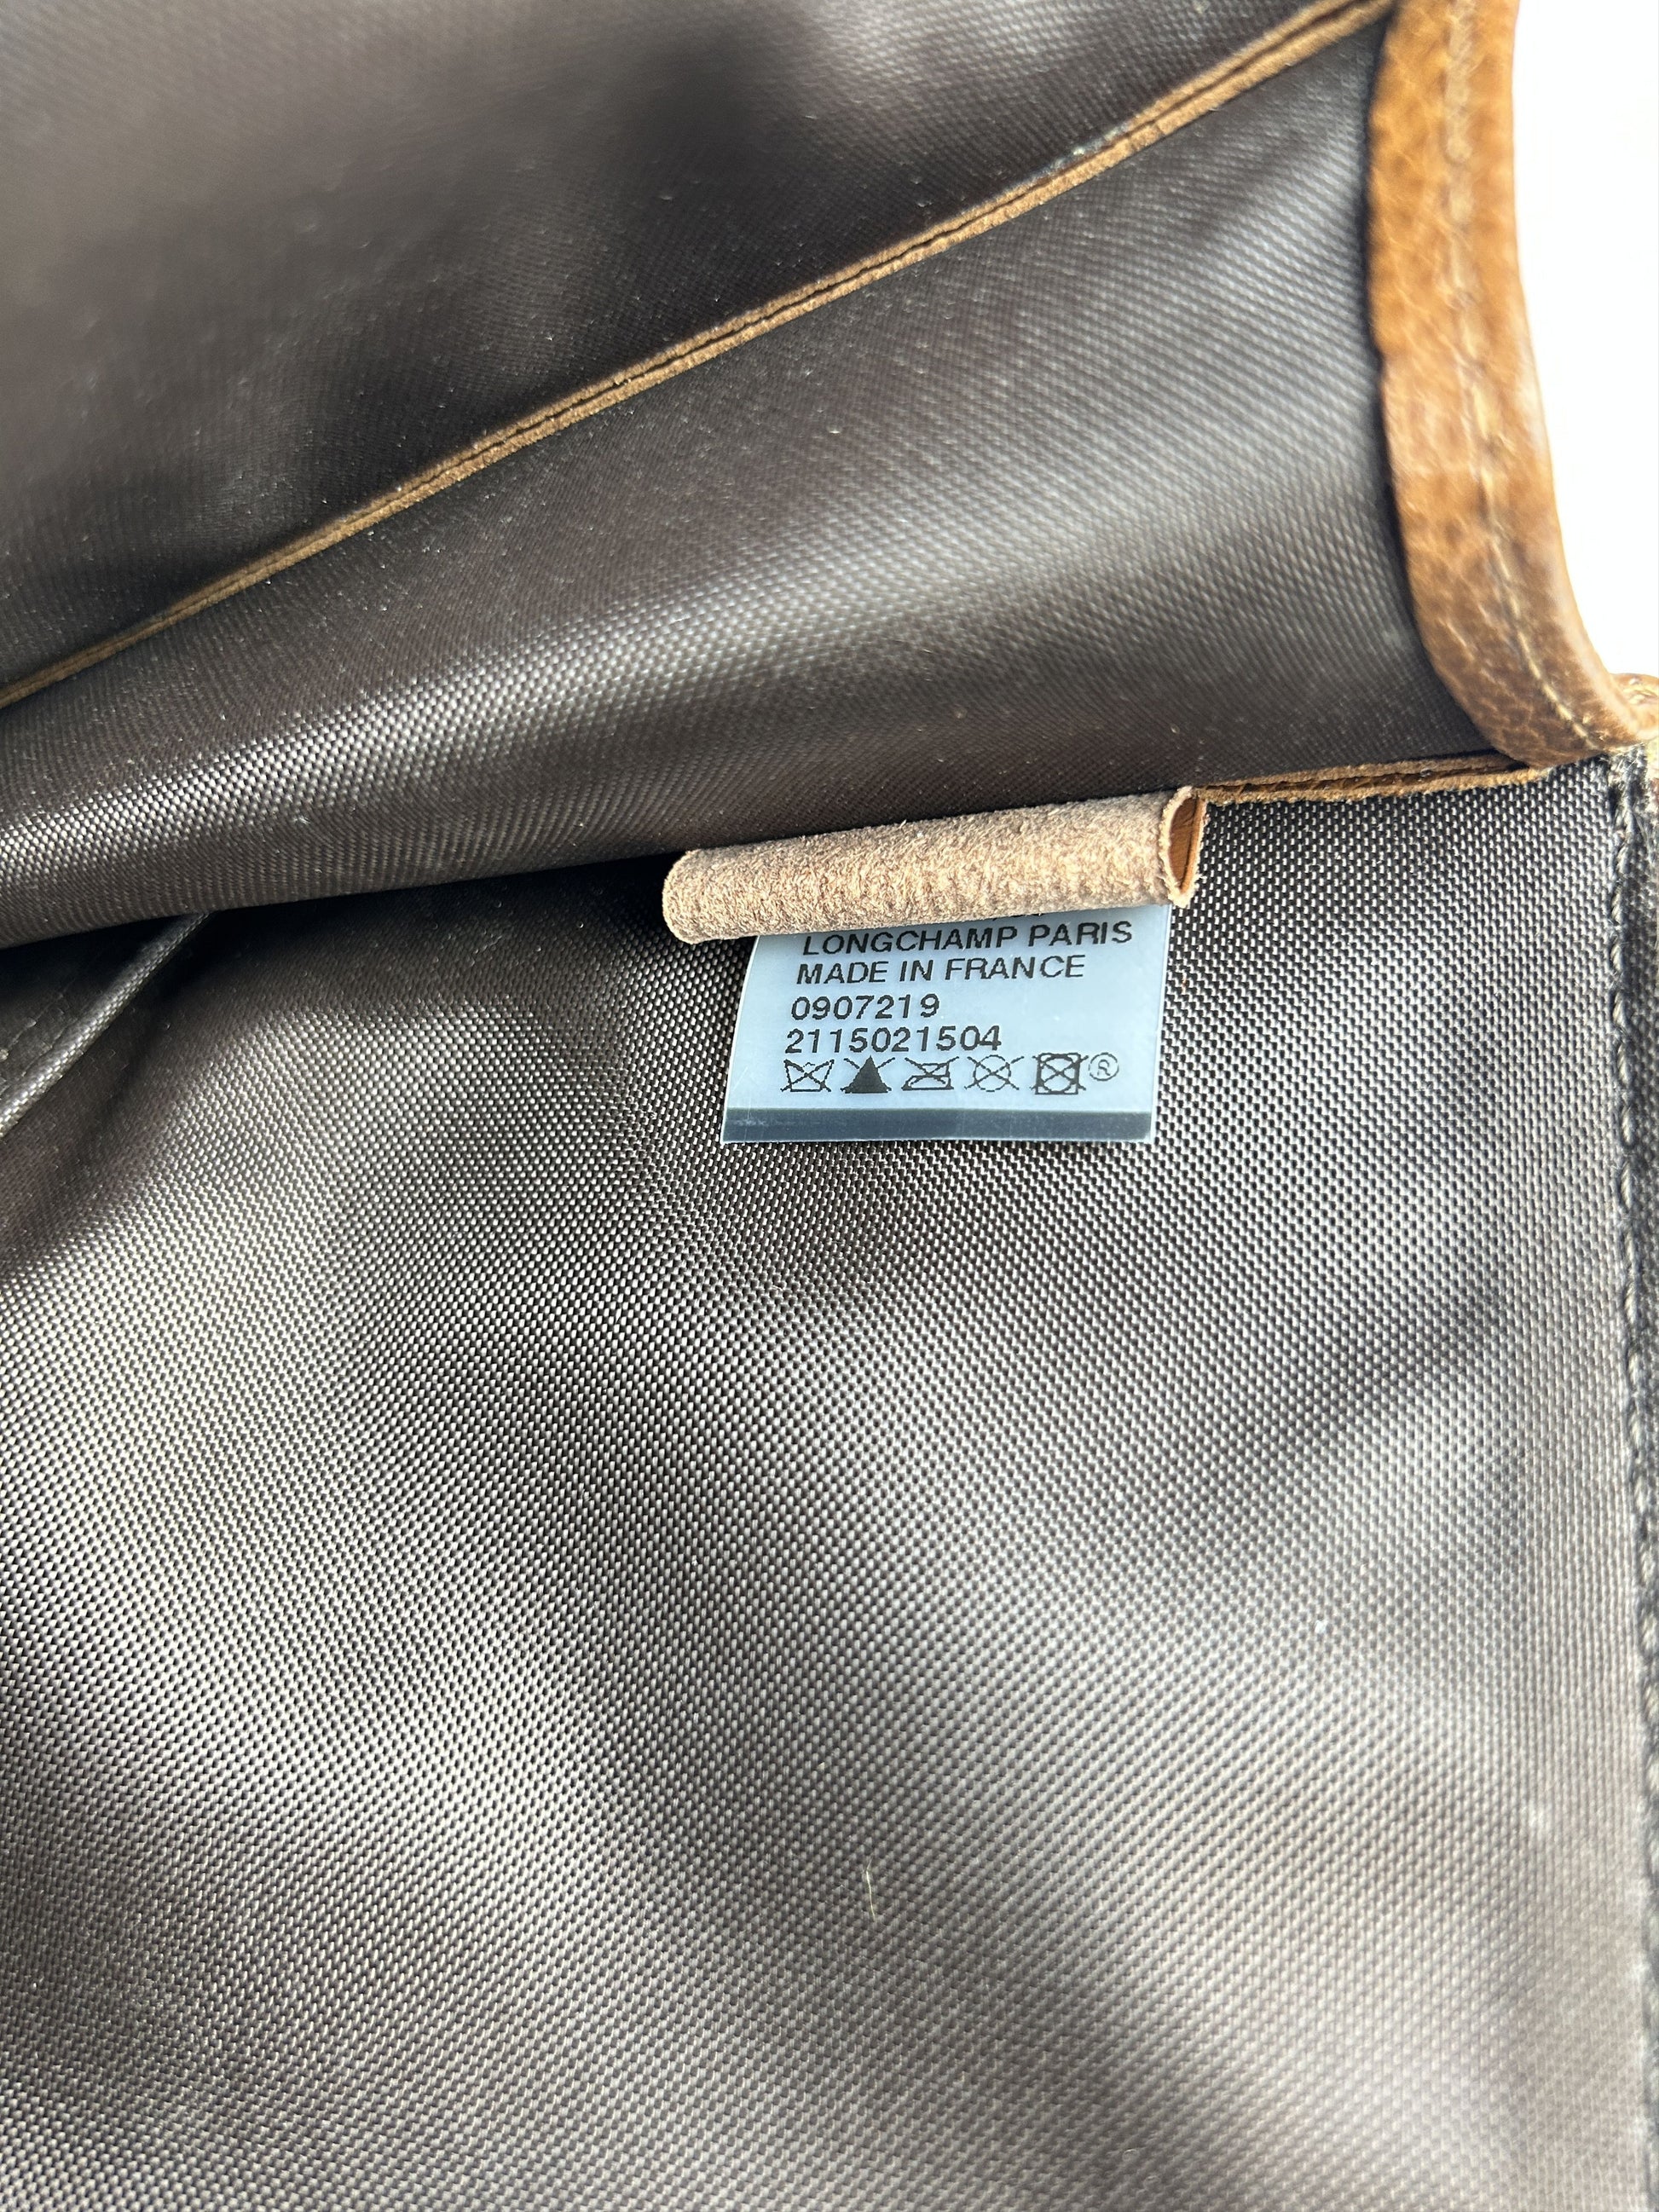 LONGCHAMP PARIS
MADE IN FRANCE
0907219
2115021504
®